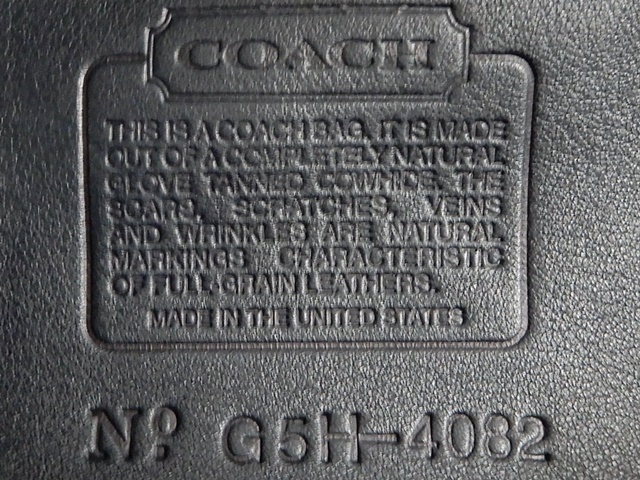 COACH
THIS IS A COACH BAG. IT IS MADE
OUT OF A COMPLETELY NATURAL
GLOVE TANNED COWHIDE. THE
SCARS, SCRATCHES, VEINS
AND WRINKLES ARE NATURAL
MARKINGS CHARACTERISTIC
OF FULL-GRAIN LEATHERS.
MADE IN THE UNITED STATES
Nº G5H-4082